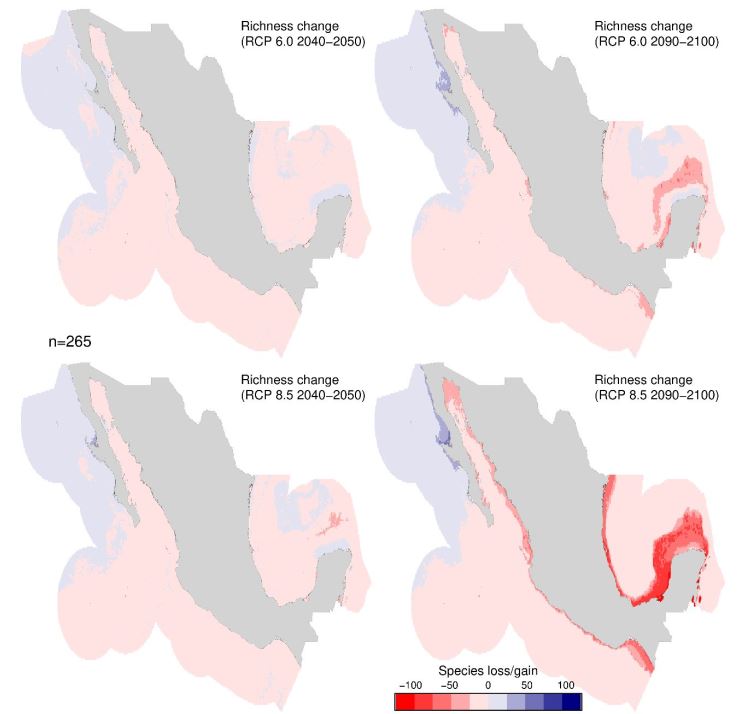 Richness change
(RCP 6.0 2040−2050)
Richness change
(RCP 6.0 2090−2100)
n=265
Richness change
(RCP 8.5 2040−2050)
Richness change
(RCP 8.5 2090−2100)
Species loss/gain
−100 −50 0 50 100